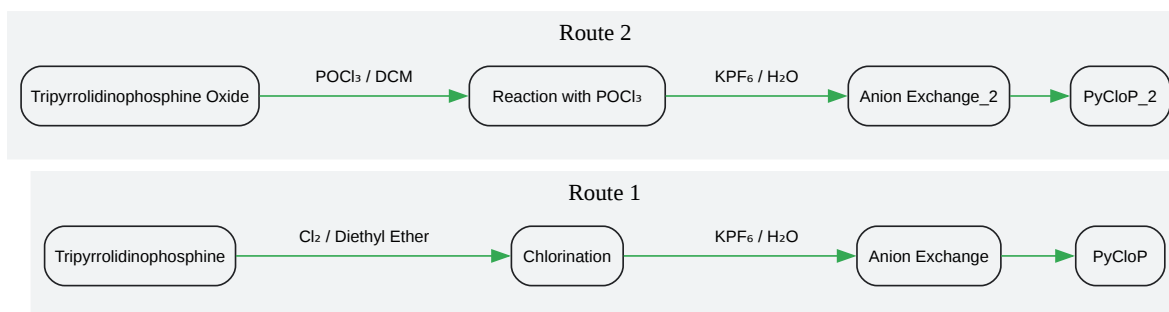 Route 2
POCl₃ / DCM
KPF₆ / H₂O
Tripyrrolidinophosphine Oxide
Reaction with POCl₃
Anion Exchange_2
PyCloP_2
Route 1
Cl₂ / Diethyl Ether
KPF₆ / H₂O
Tripyrrolidinophosphine
Chlorination
Anion Exchange
PyCloP